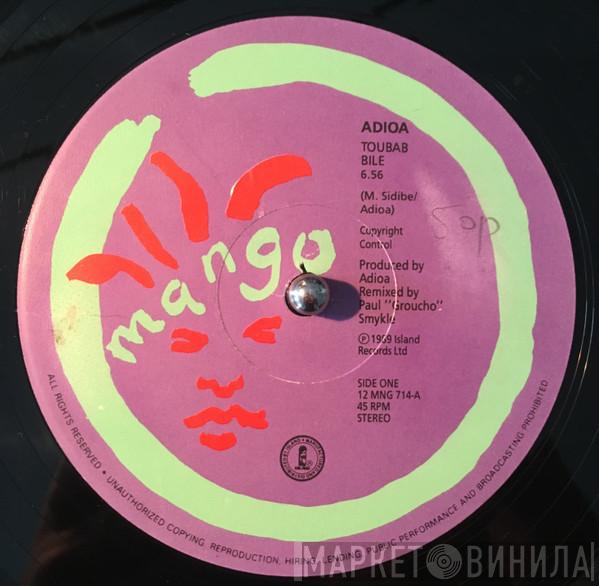 mango
ADIOA
TOUBAB
BILE
6.56
(M. Sidibe/
Adioa)
Copyright
Control
50p
Produced by
Adioa
Remixed by
Paul "Groucho"
Smykle
℗ 1989 Island
Records Ltd
SIDE ONE
12 MNG 714-A
45 RPM
STEREO
ALL RIGHTS RESERVED • UNAUTHORIZED COPYING, REPRODUCTION, HIRING, LENDING, PUBLIC PERFORMANCE AND BROADCASTING PROHIBITED
МАРКЕТ ВИНИЛА